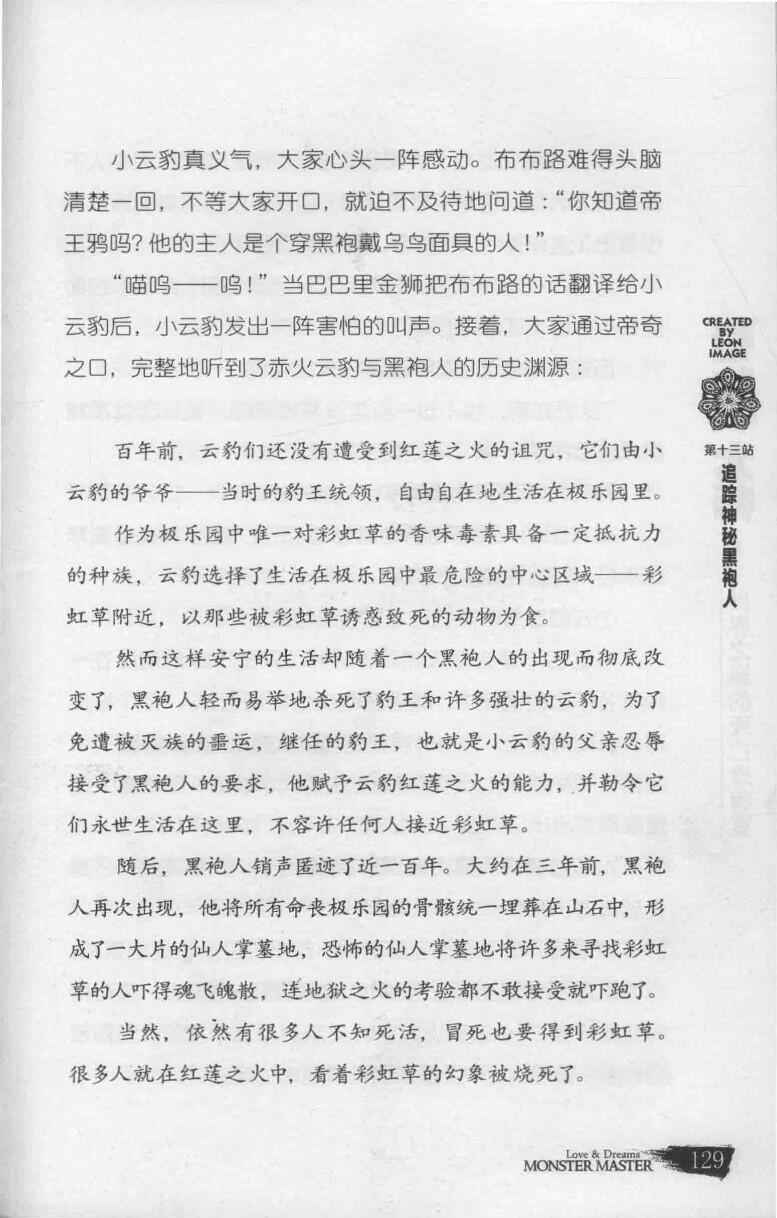 小云豹真义气，大家心头一阵感动。布布路难得头脑
清楚一回，不等大家开口，就迫不及待地问道：“你知道帝
王鸦吗？他的主人是个穿黑袍戴乌鸟面具的人！”
“喵呜——呜！”当巴巴里金狮把布布路的话翻译给小
云豹后，小云豹发出一阵害怕的叫声。接着，大家通过帝奇
之口，完整地听到了赤火云豹与黑袍人的历史渊源：
百年前，云豹们还没有遭受到红莲之火的诅咒，它们由小
云豹的爷爷——当时的豹王统领，自由自在地生活在极乐园里。
作为极乐园中唯一对彩虹草的香味毒素具备一定抵抗力
的种族，云豹选择了生活在极乐园中最危险的中心区域——彩
虹草附近，以那些被彩虹草诱惑致死的动物为食。
然而这样安宁的生活却随着一个黑袍人的出现而彻底改
变了，黑袍人轻而易举地杀死了豹王和许多强壮的云豹，为了
免遭被灭族的噩运，继任的豹王，也就是小云豹的父亲忍辱
接受了黑袍人的要求，他赋予云豹红莲之火的能力，并勒令它
们永世生活在这里，不容许任何人接近彩虹草。
随后，黑袍人销声匿迹了近一百年。大约在三年前，黑袍
人再次出现，他将所有命丧极乐园的骨骸统一埋葬在山石中，形
成了一大片的仙人掌墓地，恐怖的仙人掌墓地将许多来寻找彩虹
草的人吓得魂飞魄散，连地狱之火的考验都不敢接受就吓跑了。
当然，依然有很多人不知死活，冒死也要得到彩虹草。
很多人就在红莲之火中，看着彩虹草的幻象被烧死了。
CREATED
BY
LEON
IMAGE
第十三站
追踪神秘黑袍人
Love & Dreams
MONSTER MASTER
129